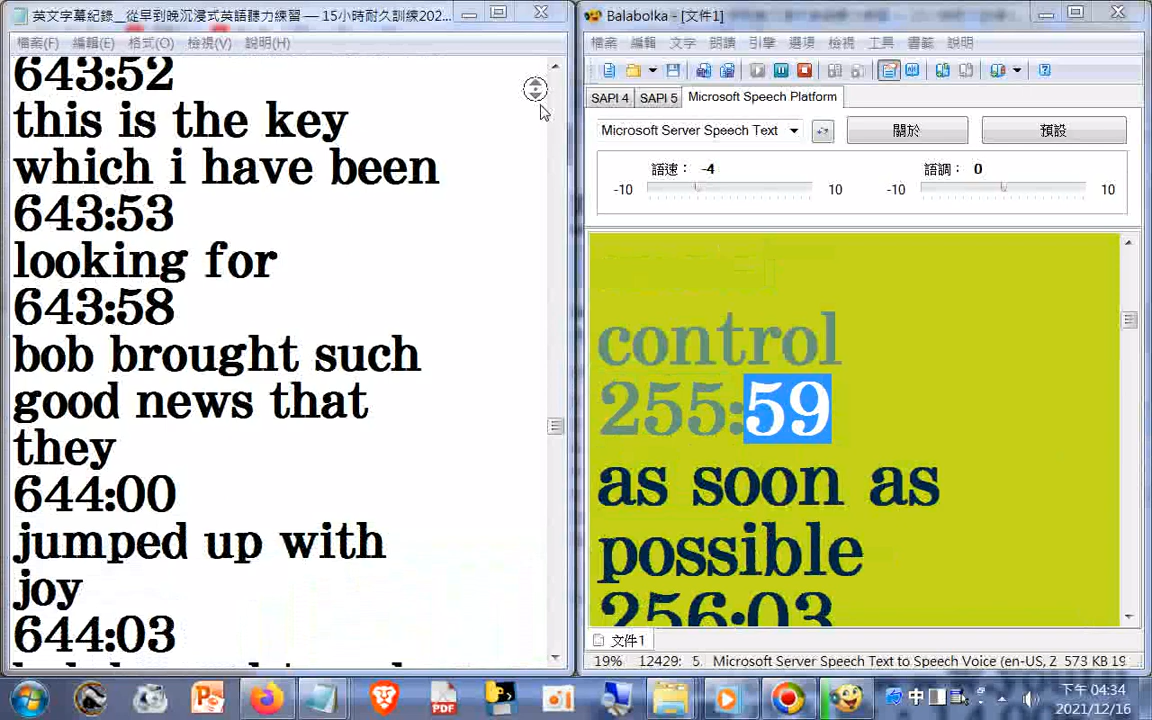 英文字幕紀錄__從早到晚沉浸式英語聽力練習 — 15小時耐久訓練202...
檔案(F) 編輯(E) 格式(O) 檢視(V) 說明(H)
643:52
this is the key
which i have been
643:53
looking for
643:58
bob brought such
good news that
they
644:00
jumped up with
joy
644:03
Balabolka - [文件1]
檔案 編輯 文字 朗讀 引擎 選項 檢視 工具 書籤 說明
SAPI 4 SAPI 5 Microsoft Speech Platform
Microsoft Server Speech Text 關於 預設
語速： -4 語調： 0
-10 10 -10 10
control
255:59
as soon as
possible
256:03
文件1
19% 12429: 5. Microsoft Server Speech Text to Speech Voice (en-US, Z 573 KB 19
中
下午 04:34
2021/12/16